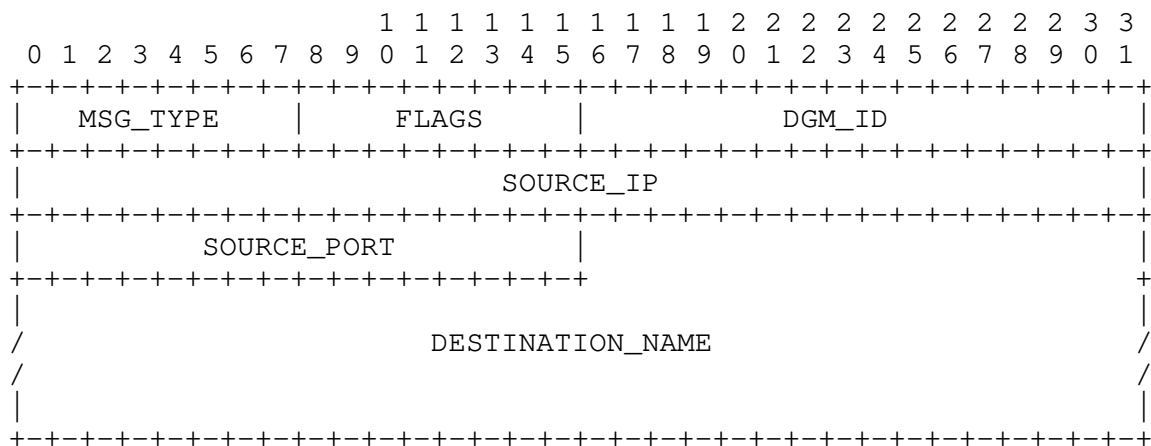 1 1 1 1 1 1 1 1 1 1 2 2 2 2 2 2 2 2 2 2 3 3
 0 1 2 3 4 5 6 7 8 9 0 1 2 3 4 5 6 7 8 9 0 1 2 3 4 5 6 7 8 9 0 1
+-+-+-+-+-+-+-+-+-+-+-+-+-+-+-+-+-+-+-+-+-+-+-+-+-+-+-+-+-+-+-+-+
|   MSG_TYPE    |     FLAGS     |           DGM_ID              |
+-+-+-+-+-+-+-+-+-+-+-+-+-+-+-+-+-+-+-+-+-+-+-+-+-+-+-+-+-+-+-+-+
|                           SOURCE_IP                           |
+-+-+-+-+-+-+-+-+-+-+-+-+-+-+-+-+-+-+-+-+-+-+-+-+-+-+-+-+-+-+-+-+
|          SOURCE_PORT          |                               |
+-+-+-+-+-+-+-+-+-+-+-+-+-+-+-+-+                               +
|                                                               |
/                       DESTINATION_NAME                        /
/                                                               /
|                                                               |
+-+-+-+-+-+-+-+-+-+-+-+-+-+-+-+-+-+-+-+-+-+-+-+-+-+-+-+-+-+-+-+-+